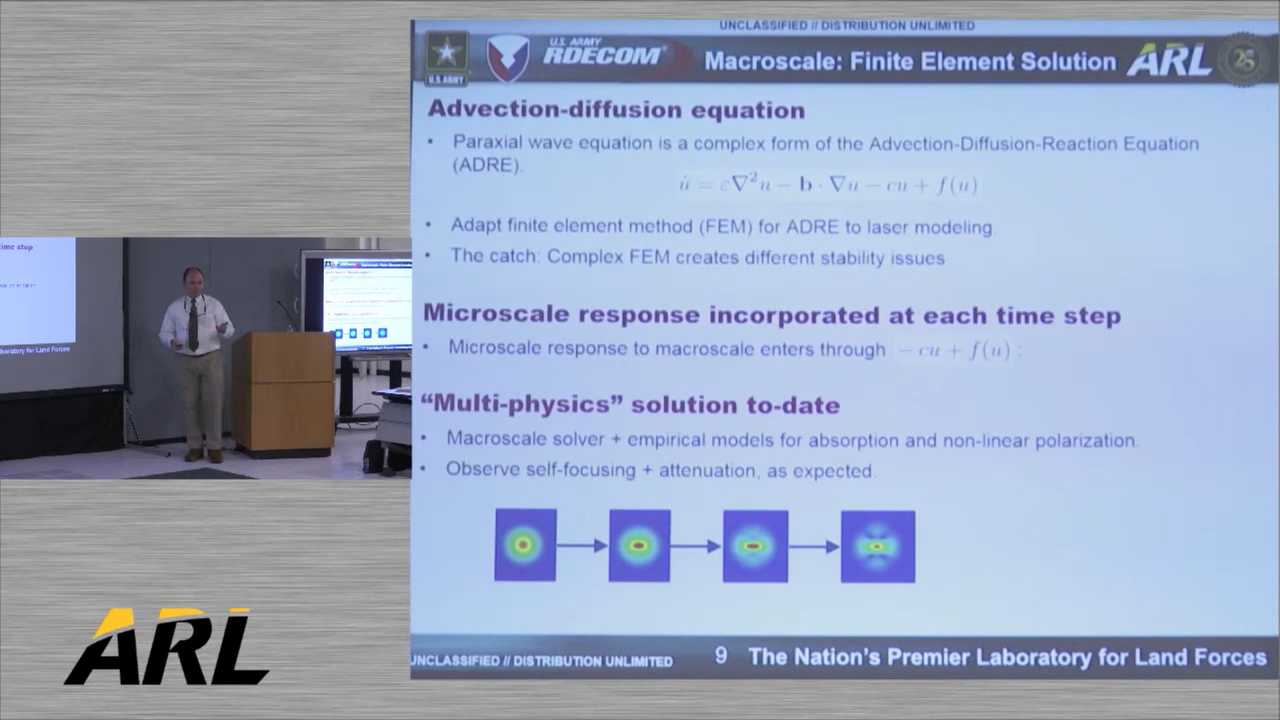 UNCLASSIFIED // DISTRIBUTION UNLIMITED
U.S. ARMY
U.S. ARMY
RDECOM®
Macroscale: Finite Element Solution
ARL
25
Advection-diffusion equation
• Paraxial wave equation is a complex form of the Advection-Diffusion-Reaction Equation
(ADRE).
u̇ = ε∇²u − b · ∇u − cu + f(u)
• Adapt finite element method (FEM) for ADRE to laser modeling.
• The catch: Complex FEM creates different stability issues
Microscale response incorporated at each time step
• Microscale response to macroscale enters through − cu + f(u) :
“Multi-physics” solution to-date
• Macroscale solver + empirical models for absorption and non-linear polarization.
• Observe self-focusing + attenuation, as expected.
UNCLASSIFIED // DISTRIBUTION UNLIMITED
9
The Nation's Premier Laboratory for Land Forces
time step
boratory for Land Forces
ARL